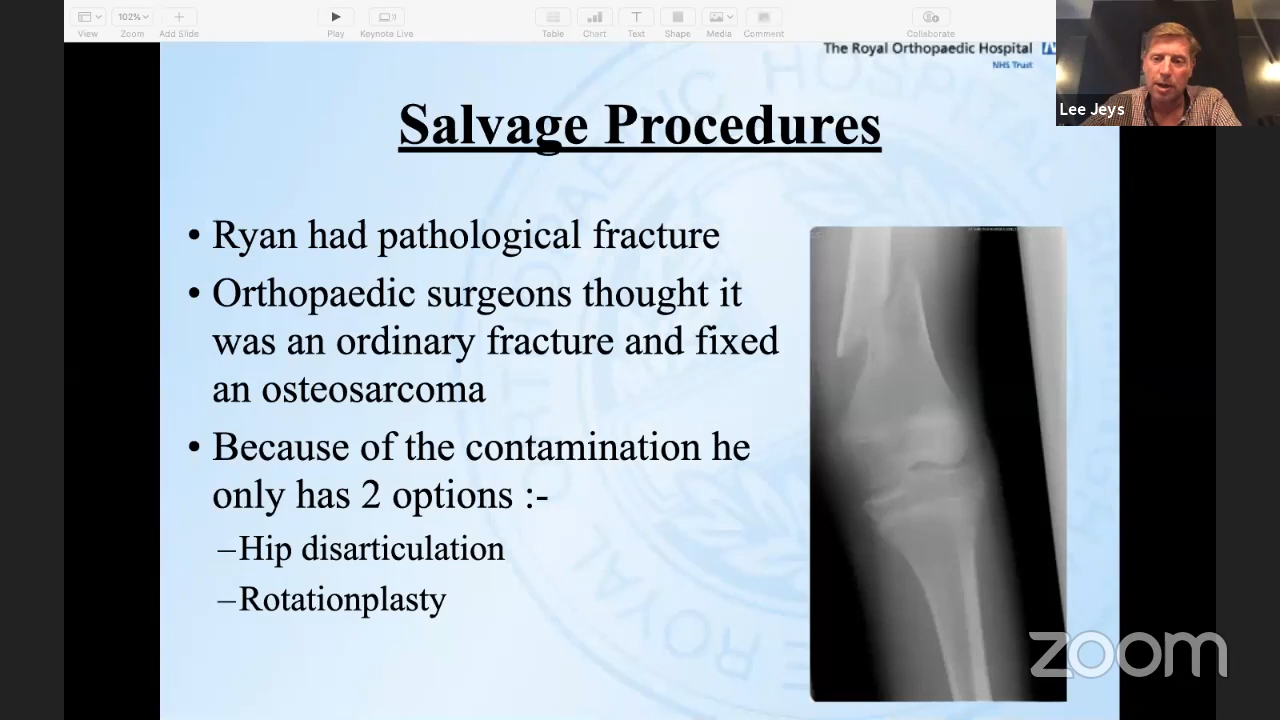 View
Zoom
Add Slide
Play
Keynote Live
Table
Chart
Text
Shape
Media
Comment
Collaborate
102%
The Royal Orthopaedic Hospital
NHS Trust
Lee Jeys
Salvage Procedures
• Ryan had pathological fracture
• Orthopaedic surgeons thought it
was an ordinary fracture and fixed
an osteosarcoma
• Because of the contamination he
only has 2 options :-
–Hip disarticulation
–Rotationplasty
zoom